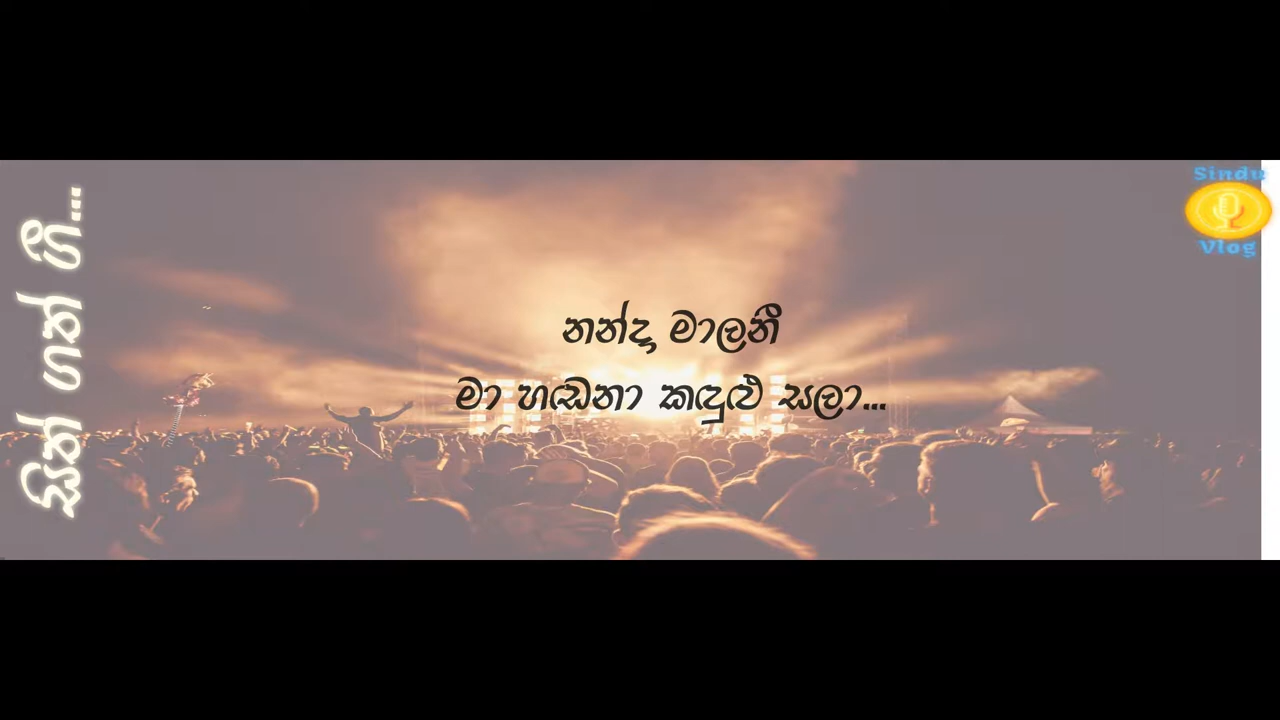 සිත් ගත් ගී...
නන්දා මාලනී
මා හඬනා කඳුළු සලා...
Sindu
Vlog